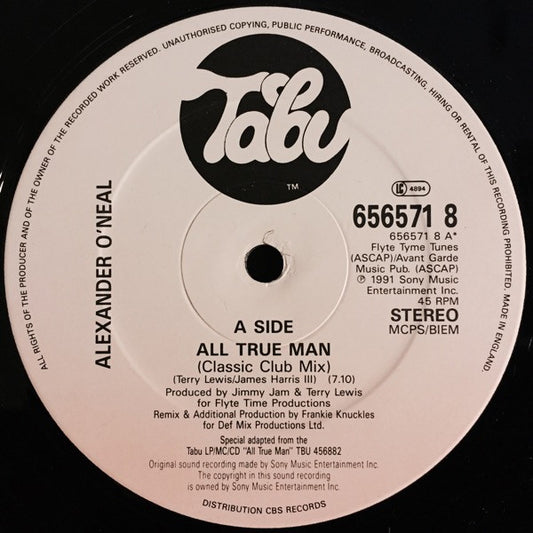 ALL RIGHTS OF THE PRODUCER AND OF THE OWNER OF THE RECORDED WORK RESERVED. UNAUTHORISED COPYING, PUBLIC PERFORMANCE, BROADCASTING, HIRING OR RENTAL OF THIS RECORDING PROHIBITED. MADE IN ENGLAND.
Tabu
TM
ALEXANDER O'NEAL
LC 4894
656571 8
656571 8 A*
Flyte Tyme Tunes
(ASCAP)/Avant Garde
Music Pub. (ASCAP)
℗ 1991 Sony Music
Entertainment Inc.
45 RPM
STEREO
MCPS/BIEM
A SIDE
ALL TRUE MAN
(Classic Club Mix)
(Terry Lewis/James Harris III) (7.10)
Produced by Jimmy Jam & Terry Lewis
for Flyte Time Productions
Remix & Additional Production by Frankie Knuckles
for Def Mix Productions Ltd.
Special adapted from the
Tabu LP/MC/CD "All True Man" TBU 456882
Original sound recording made by Sony Music Entertainment Inc.
The copyright in this sound recording
is owned by Sony Music Entertainment Inc.
DISTRIBUTION CBS RECORDS